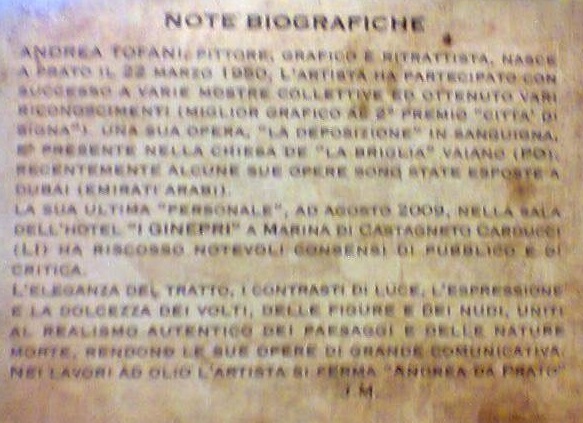 NOTE BIOGRAFICHE
ANDREA TOFANI, PITTORE, GRAFICO E RITRATTISTA, NASCE
A PRATO IL 22 MARZO 1950, L'ARTISTA HA PARTECIPATO CON
SUCCESSO A VARIE MOSTRE COLLETTIVE ED OTTENUTO VARI
RICONOSCIMENTI (MIGLIOR GRAFICO AL 2° PREMIO "CITTA' DI
SIGNA"). UNA SUA OPERA, "LA DEPOSIZIONE" IN SANGUIGNA,
E' PRESENTE NELLA CHIESA DE "LA BRIGLIA" VAIANO (PO).
RECENTEMENTE ALCUNE SUE OPERE SONO STATE ESPOSTE A
DUBAI (EMIRATI ARABI).
LA SUA ULTIMA "PERSONALE", AD AGOSTO 2009, NELLA SALA
DELL'HOTEL "I GINEPRI" A MARINA DI CASTAGNETO CARDUCCI
(LI) HA RISCOSSO NOTEVOLI CONSENSI DI PUBBLICO E DI
CRITICA.
L'ELEGANZA DEL TRATTO, I CONTRASTI DI LUCE, L'ESPRESSIONE
E LA DOLCEZZA DEI VOLTI, DELLE FIGURE E DEI NUDI, UNITI
AL REALISMO AUTENTICO DEI PAESAGGI E DELLE NATURE
MORTE, RENDONO LE SUE OPERE DI GRANDE COMUNICATIVA.
NEI LAVORI AD OLIO L'ARTISTA SI FIRMA "ANDREA DA PRATO"
J.M.